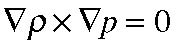 ∇ρ × ∇p = 0